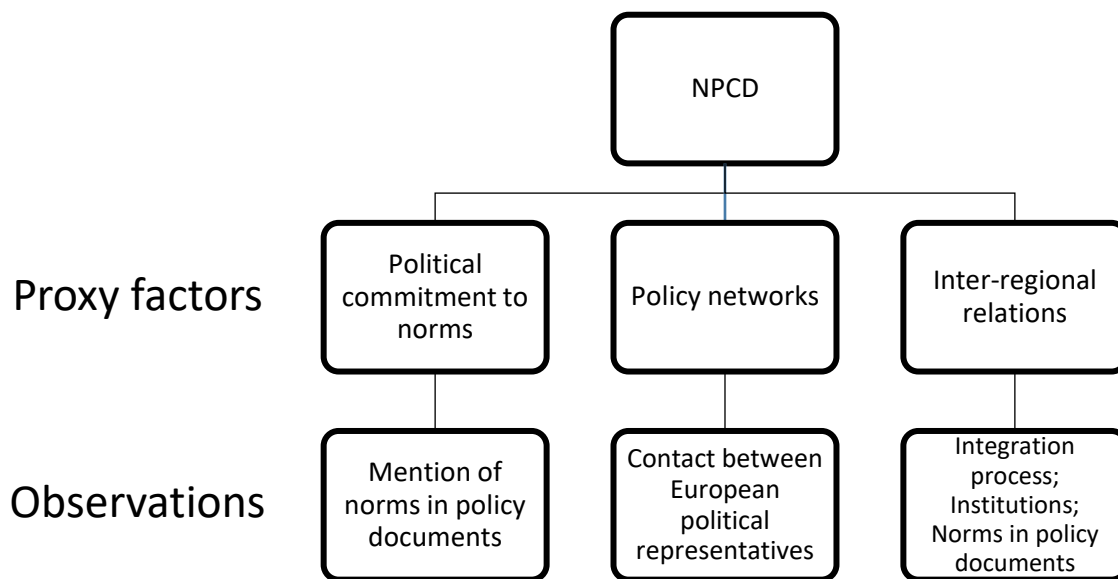 NPCD
Proxy factors
Political
commitment to
norms
Policy networks
Inter-regional
relations
Observations
Mention of
norms in policy
documents
Contact between
European
political
representatives
Integration
process;
Institutions;
Norms in policy
documents